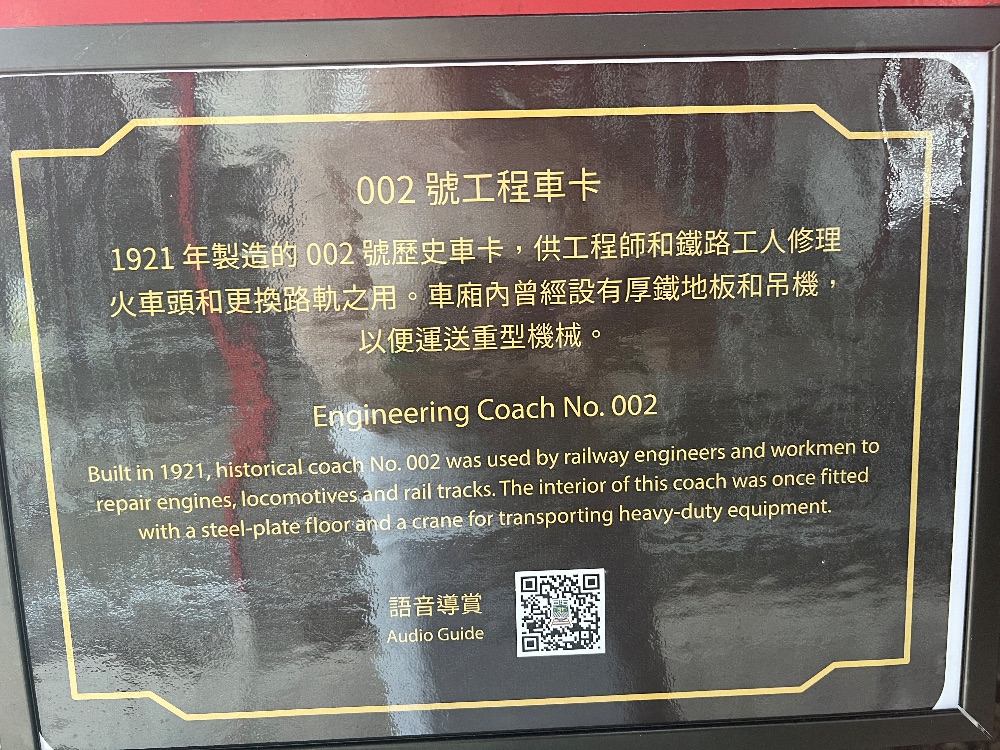 002 號工程車卡
1921 年製造的 002 號歷史車卡，供工程師和鐵路工人修理
火車頭和更換路軌之用。車廂內曾經設有厚鐵地板和吊機，
以便運送重型機械。
Engineering Coach No. 002
Built in 1921, historical coach No. 002 was used by railway engineers and workmen to
repair engines, locomotives and rail tracks. The interior of this coach was once fitted
with a steel-plate floor and a crane for transporting heavy-duty equipment.
語音導賞
Audio Guide